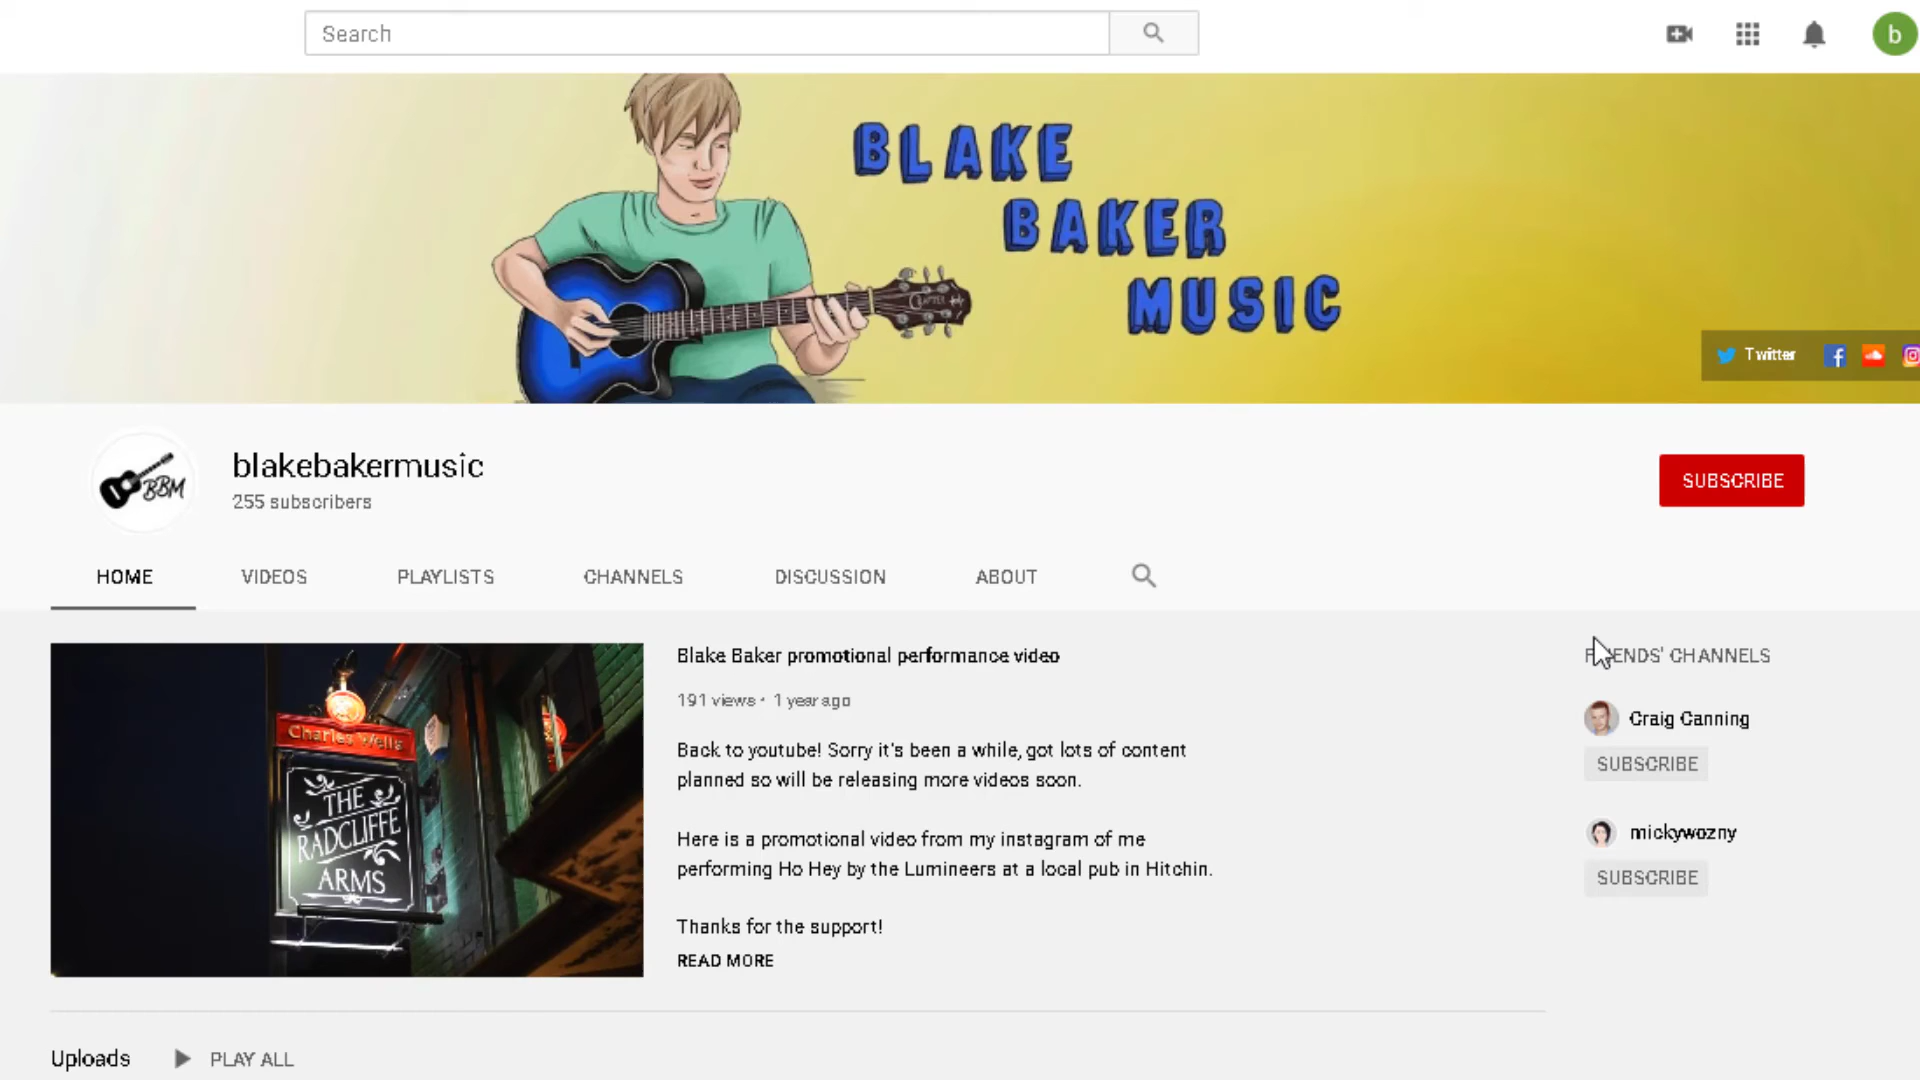 Search
b
BLAKE
BAKER
MUSIC
CHAPTER
Twitter
BBM
blakebakermusic
255 subscribers
SUBSCRIBE
HOME
VIDEOS
PLAYLISTS
CHANNELS
DISCUSSION
ABOUT
Charles Wells
THE
RADCLIFFE
ARMS
Blake Baker promotional performance video
191 views • 1 year ago
Back to youtube! Sorry it's been a while, got lots of content
planned so will be releasing more videos soon.
Here is a promotional video from my instagram of me
performing Ho Hey by the Lumineers at a local pub in Hitchin.
Thanks for the support!
READ MORE
FRIENDS' CHANNELS
Craig Canning
SUBSCRIBE
mickywozny
SUBSCRIBE
Uploads
PLAY ALL